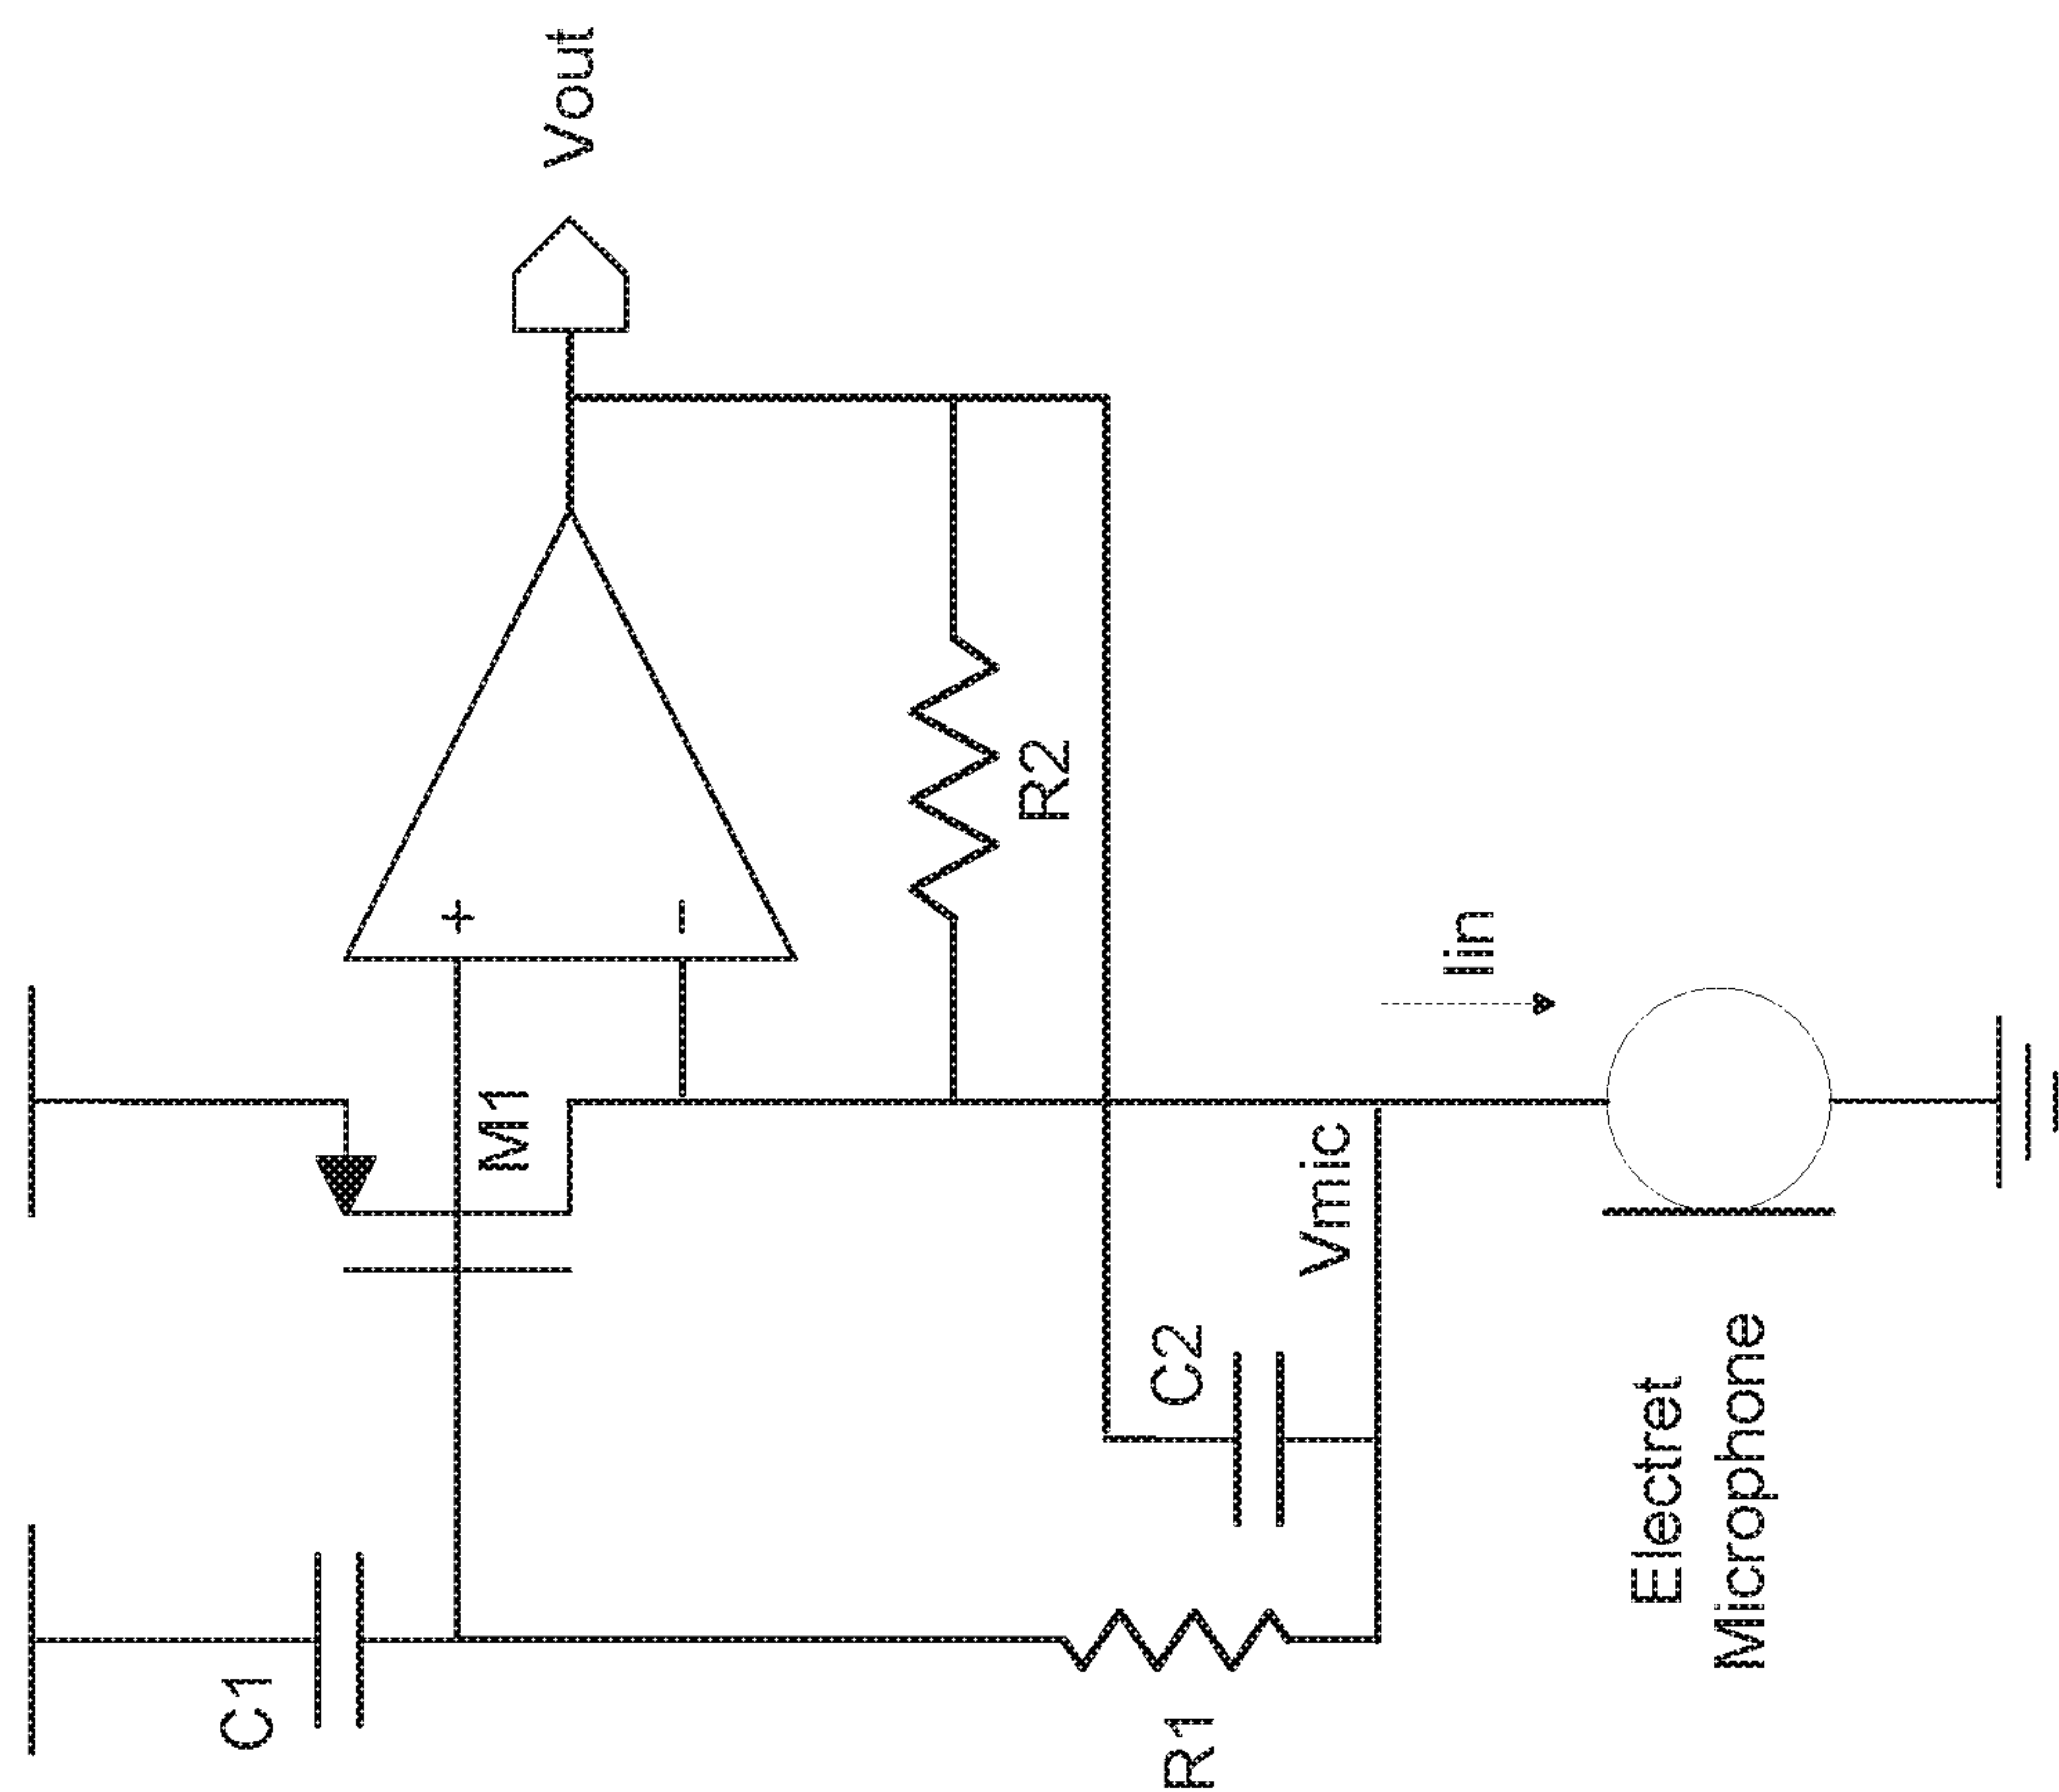 Vout
+
−
M1
R2
Iin
Vmic
C2
C1
R1
Electret
Microphone